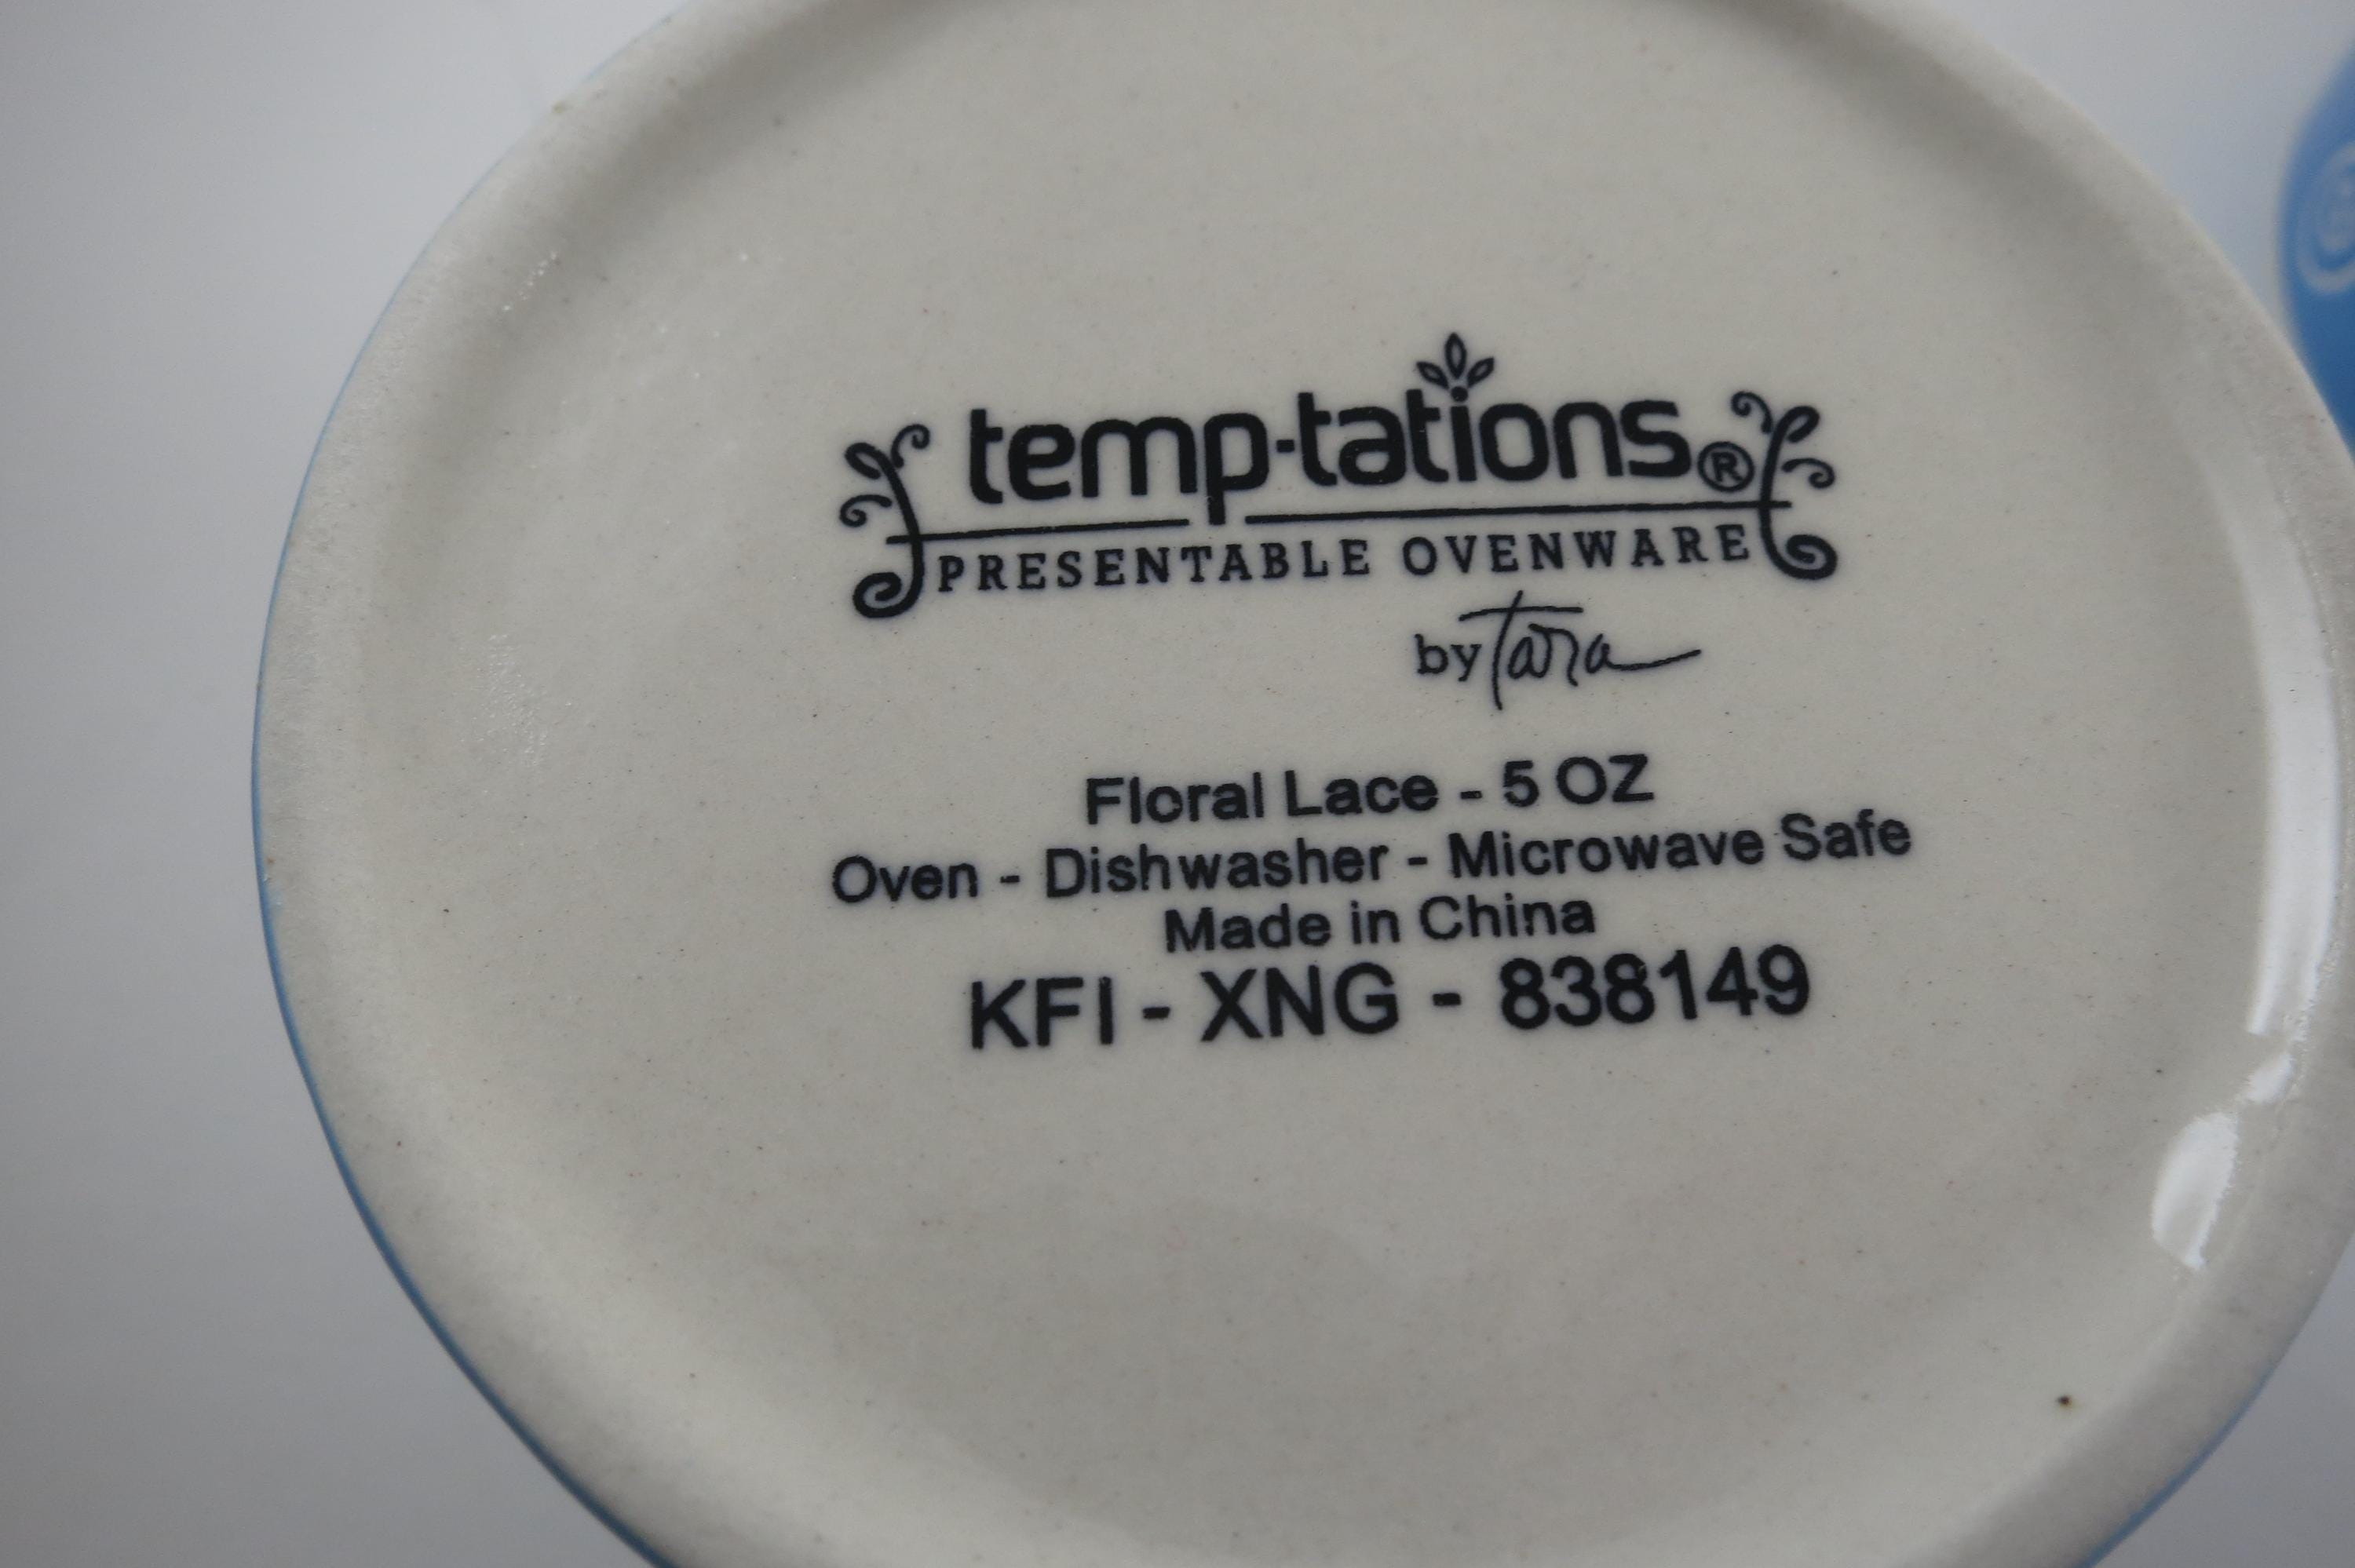 temp-tations®
PRESENTABLE OVENWARE
by Tara
Floral Lace - 5 OZ
Oven - Dishwasher - Microwave Safe
Made in China
KFI - XNG - 838149